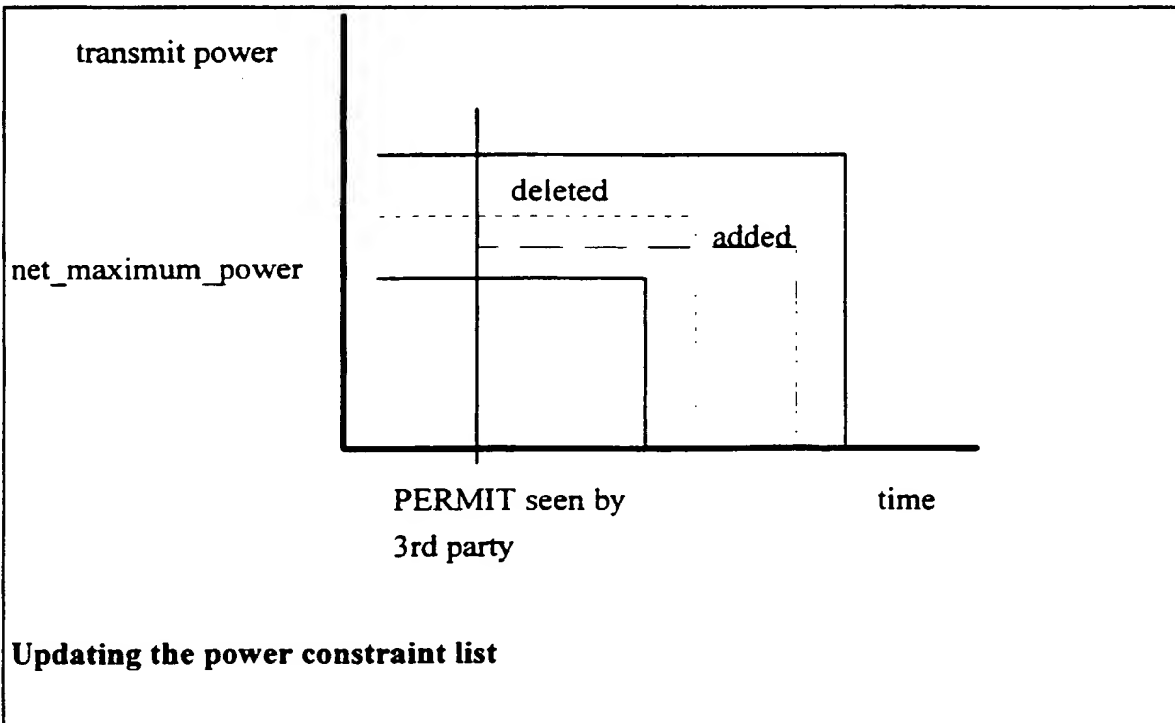 transmit power
deleted
added
net_maximum_power
PERMIT seen by
3rd party
time
Updating the power constraint list